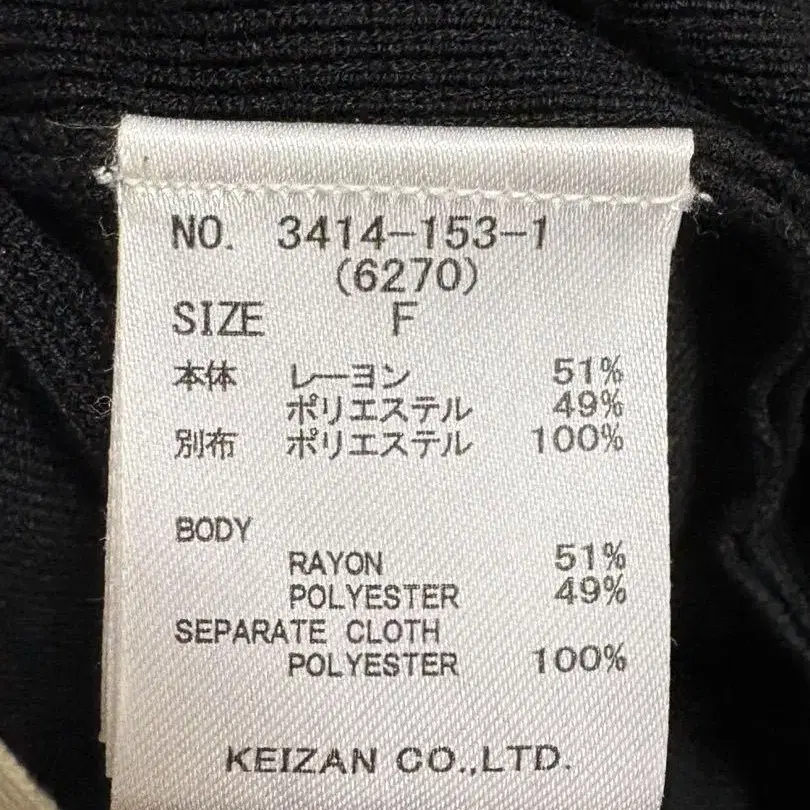 NO. 3414-153-1
(6270)
SIZE F
本体 レーヨン 51%
ポリエステル 49%
別布 ポリエステル 100%
BODY
RAYON 51%
POLYESTER 49%
SEPARATE CLOTH
POLYESTER 100%
KEIZAN CO.,LTD.